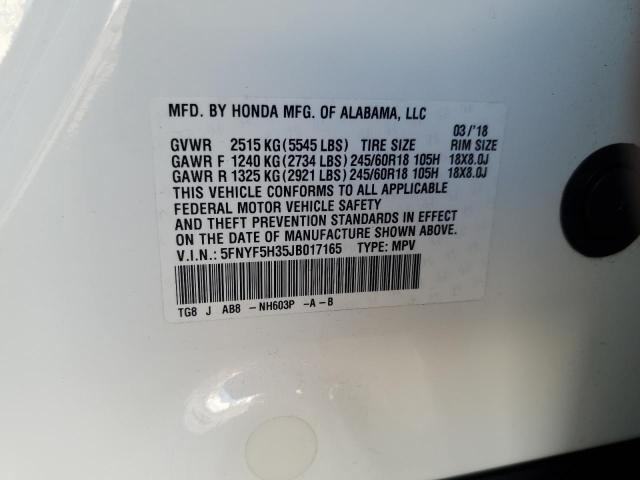 MFD. BY HONDA MFG. OF ALABAMA, LLC
03 /'18
GVWR 2515 KG (5545 LBS) TIRE SIZE RIM SIZE
GAWR F 1240 KG (2734 LBS) 245/60R18 105H 18X8.0J
GAWR R 1325 KG (2921 LBS) 245/60R18 105H 18X8.0J
THIS VEHICLE CONFORMS TO ALL APPLICABLE
FEDERAL MOTOR VEHICLE SAFETY
AND THEFT PREVENTION STANDARDS IN EFFECT
ON THE DATE OF MANUFACTURE SHOWN ABOVE.
V.I.N.: 5FNYF5H35JB017165 TYPE: MPV
TG8 J AB8 -NH603P -A-B